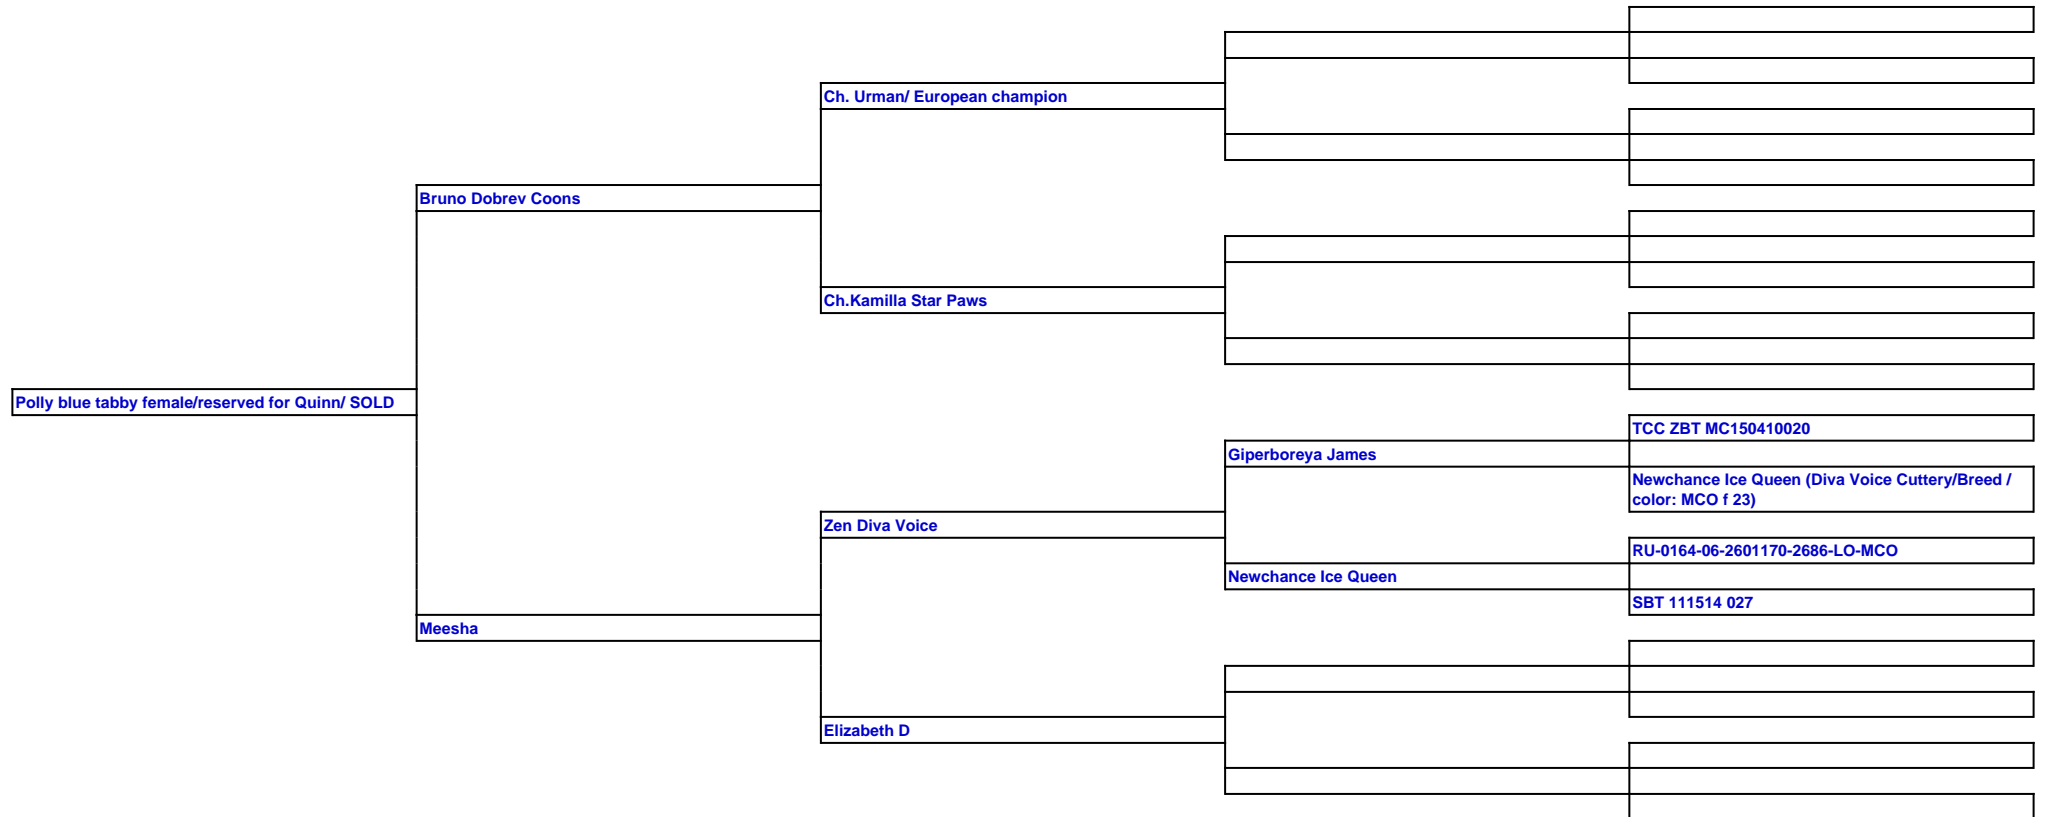 Ch. Urman/ European champion
Bruno Dobrev Coons
Ch.Kamilla Star Paws
Polly blue tabby female/reserved for Quinn/ SOLD
TCC ZBT MC150410020
Giperboreya James
Newchance Ice Queen (Diva Voice Cuttery/Breed /
color: MCO f 23)
Zen Diva Voice
RU-0164-06-2601170-2686-LO-MCO
Newchance Ice Queen
SBT 111514 027
Meesha
Elizabeth D